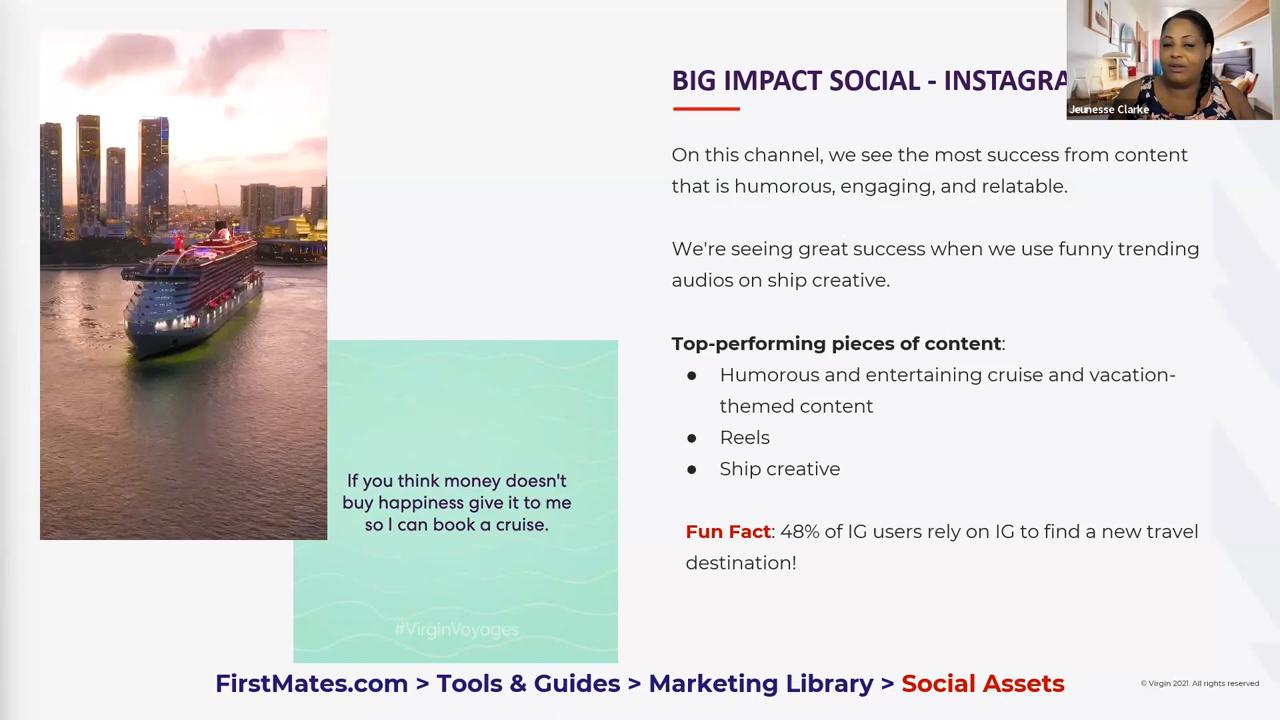 BIG IMPACT SOCIAL - INSTAGRA
Jeunesse Clarke
On this channel, we see the most success from content
that is humorous, engaging, and relatable.
We're seeing great success when we use funny trending
audios on ship creative.
Top-performing pieces of content:
● Humorous and entertaining cruise and vacation-
themed content
● Reels
● Ship creative
Fun Fact: 48% of IG users rely on IG to find a new travel
destination!
If you think money doesn't
buy happiness give it to me
so I can book a cruise.
#VirginVoyages
FirstMates.com > Tools & Guides > Marketing Library > Social Assets
© Virgin 2021. All rights reserved